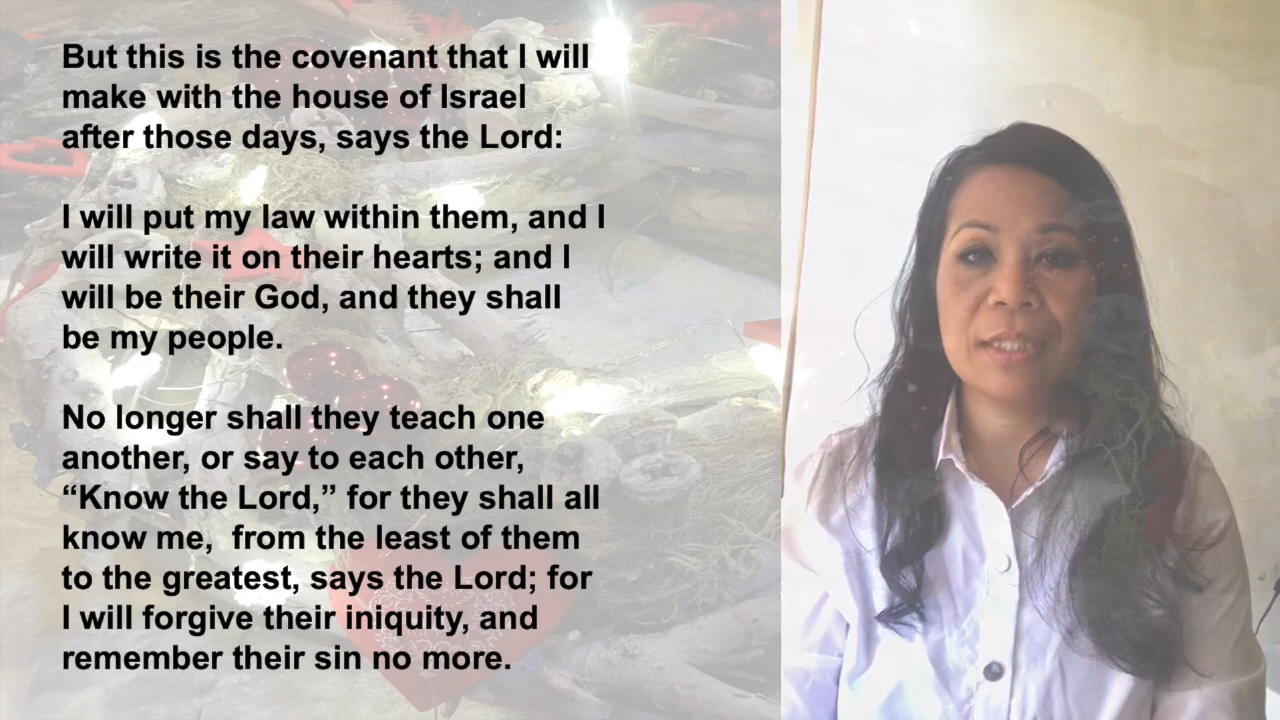 But this is the covenant that I will
make with the house of Israel
after those days, says the Lord:
I will put my law within them, and I
will write it on their hearts; and I
will be their God, and they shall
be my people.
No longer shall they teach one
another, or say to each other,
“Know the Lord,” for they shall all
know me,  from the least of them
to the greatest, says the Lord; for
I will forgive their iniquity, and
remember their sin no more.